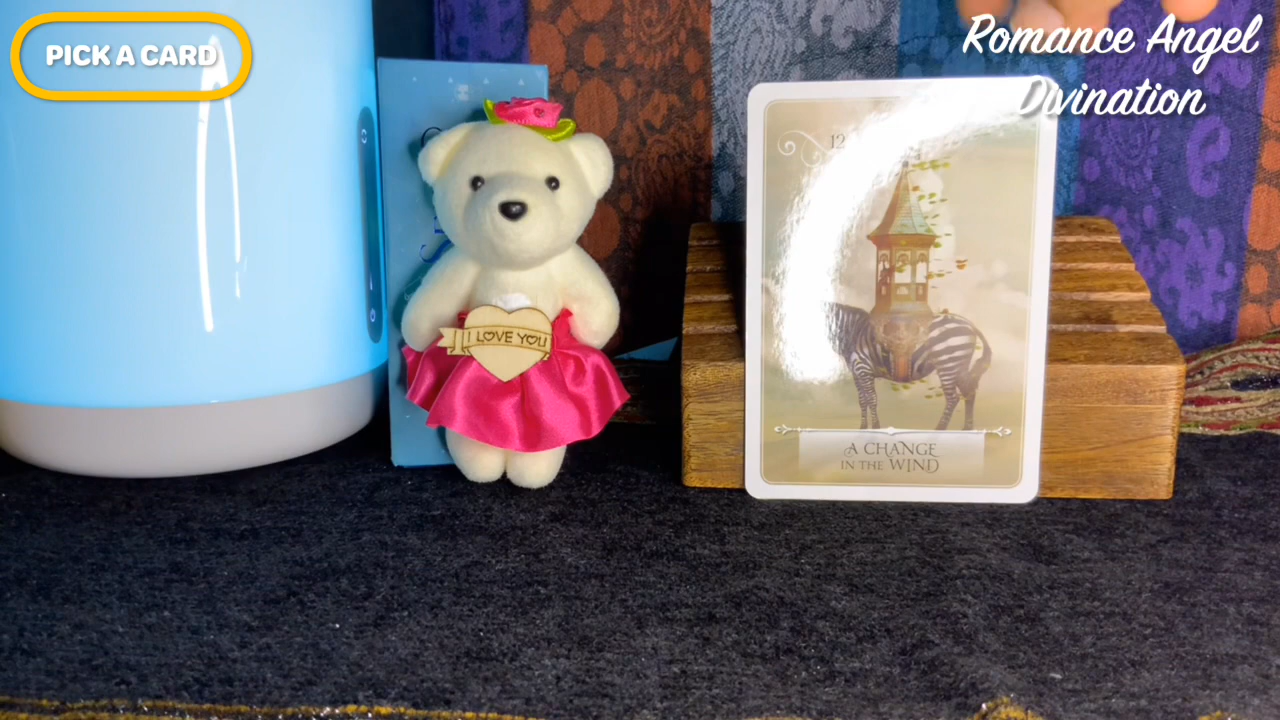 PICK A CARD
Romance Angel
Divination
I LOVE YOU
12
A CHANGE
IN THE WIND